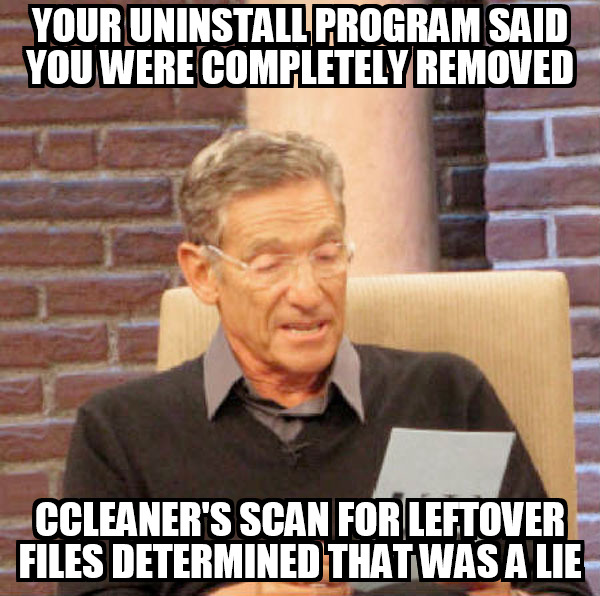 YOUR UNINSTALL PROGRAM SAID
YOU WERE COMPLETELY REMOVED
CCLEANER'S SCAN FOR LEFTOVER
FILES DETERMINED THAT WAS A LIE